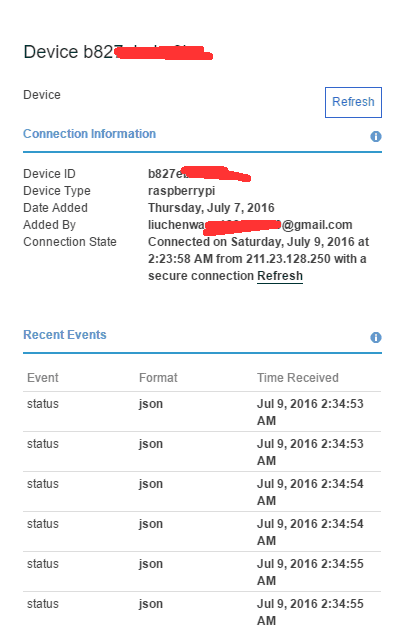 Device b827
Device
Refresh
Connection Information
Device ID b827e
Device Type raspberrypi
Date Added Thursday, July 7, 2016
Added By liuchenwa @gmail.com
Connection State Connected on Saturday, July 9, 2016 at
2:23:58 AM from 211.23.128.250 with a
secure connection Refresh
Recent Events
Event Format Time Received
status json Jul 9, 2016 2:34:53
AM
status json Jul 9, 2016 2:34:53
AM
status json Jul 9, 2016 2:34:54
AM
status json Jul 9, 2016 2:34:54
AM
status json Jul 9, 2016 2:34:55
AM
status json Jul 9, 2016 2:34:55
AM